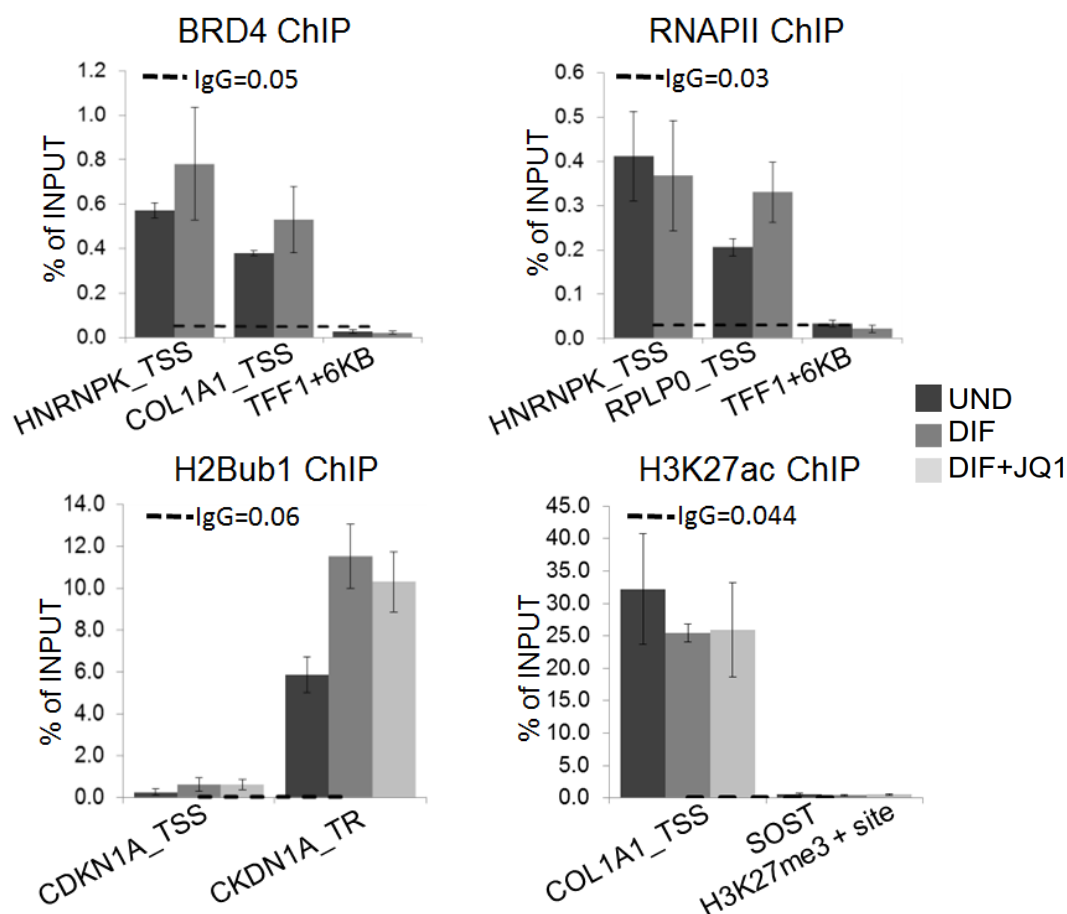 BRD4 ChIP
IgG=0.05
% of INPUT
1.2
1.0
0.8
0.6
0.4
0.2
0.0
HNRNPK_TSS
COL1A1_TSS
TFF1+6KB
RNAPII ChIP
IgG=0.03
% of INPUT
0.6
0.5
0.4
0.3
0.2
0.1
0.0
HNRNPK_TSS
RPLP0_TSS
TFF1+6KB
UND
DIF
DIF+JQ1
H2Bub1 ChIP
IgG=0.06
% of INPUT
14.0
12.0
10.0
8.0
6.0
4.0
2.0
0.0
CDKN1A_TSS
CKDN1A_TR
H3K27ac ChIP
IgG=0.044
% of INPUT
45.0
40.0
35.0
30.0
25.0
20.0
15.0
10.0
5.0
0.0
COL1A1_TSS
SOST
H3K27me3 + site